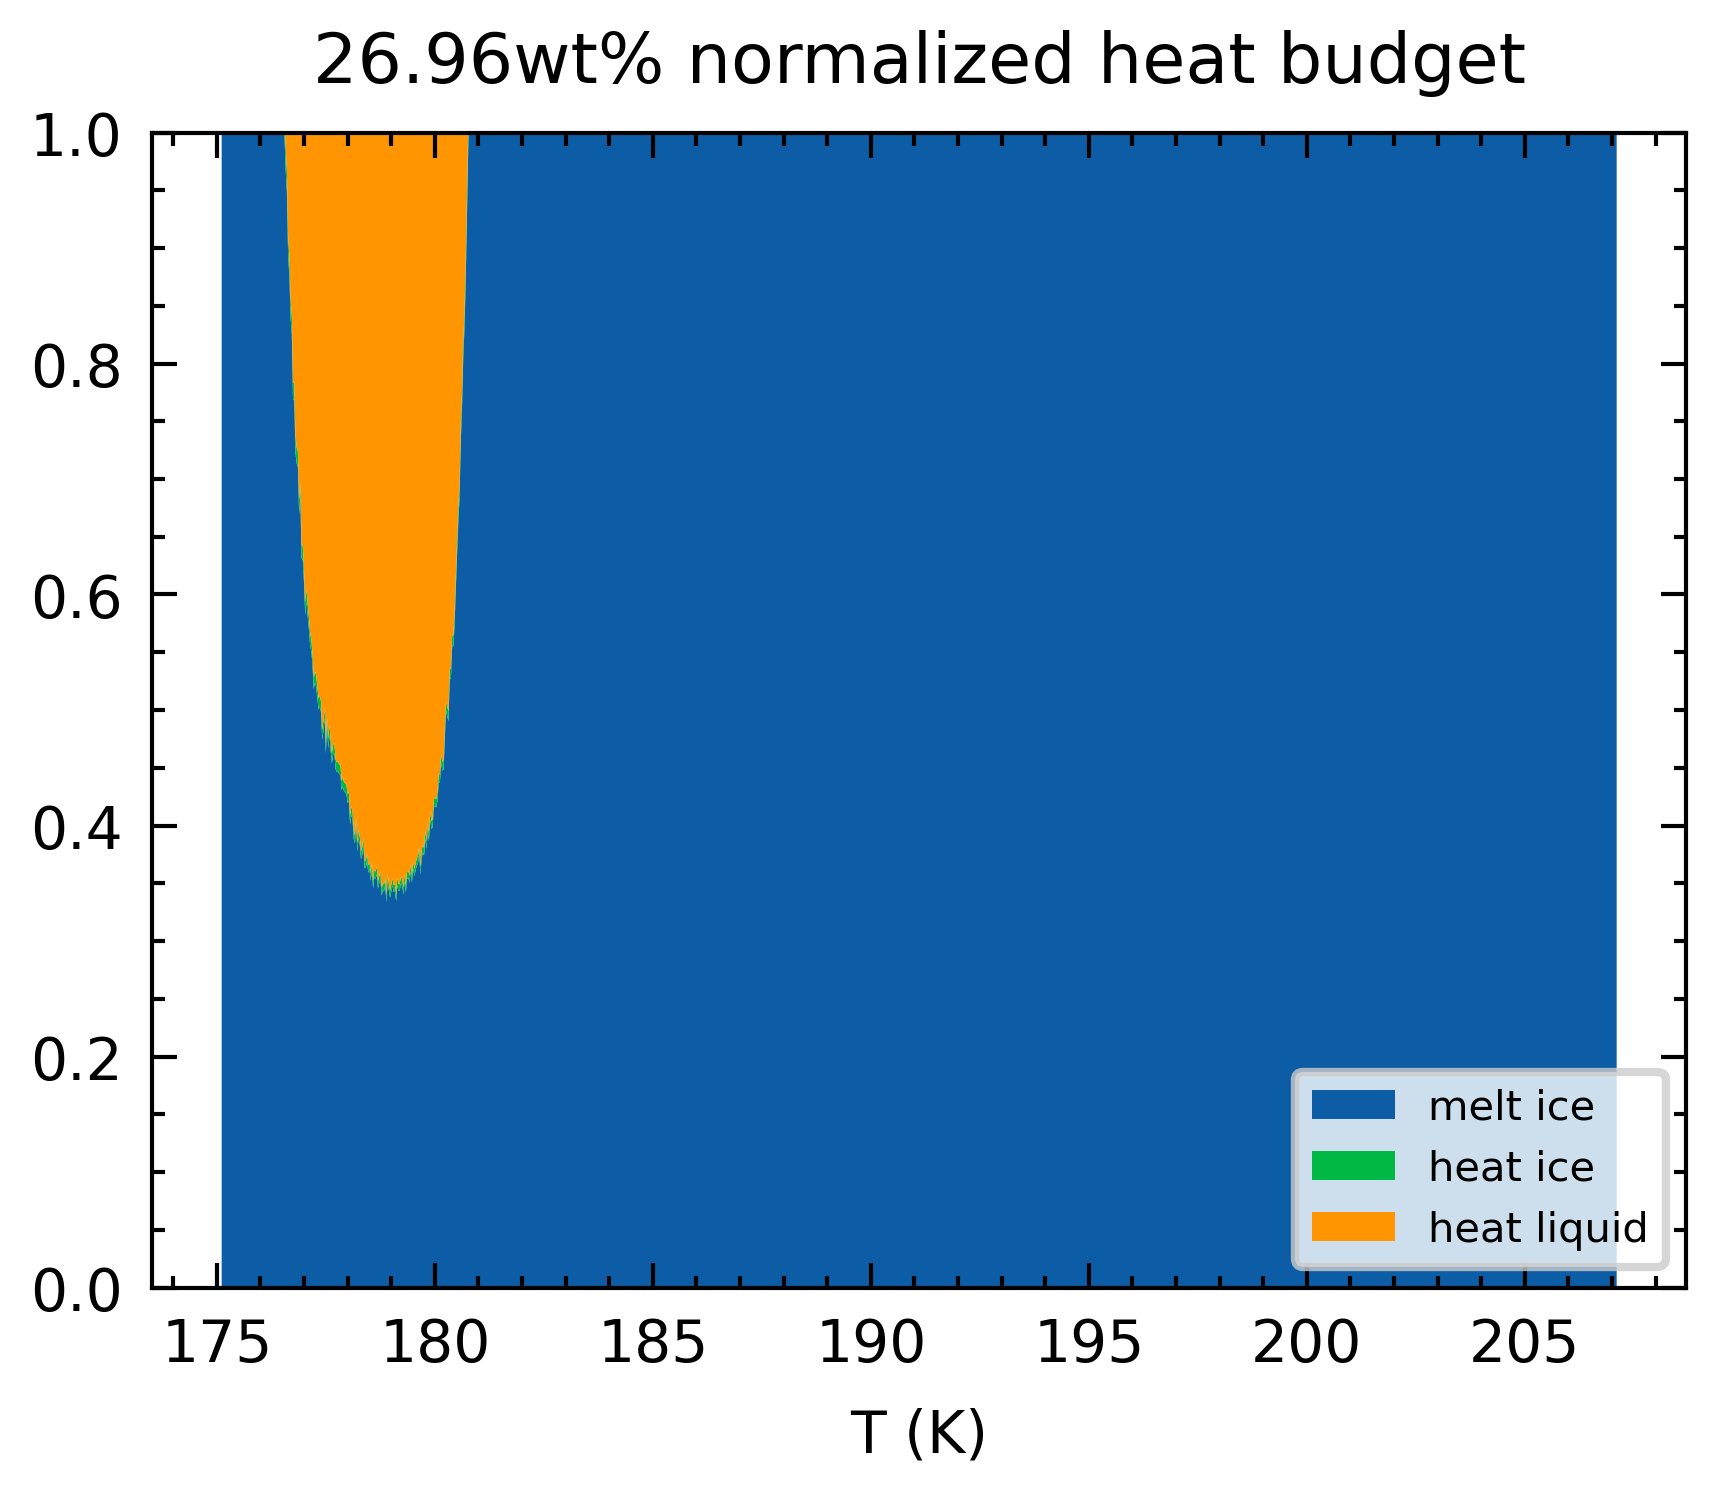 26.96wt% normalized heat budget
1.0
0.8
0.6
0.4
0.2
0.0
melt ice
heat ice
heat liquid
175 180 185 190 195 200 205
T (K)